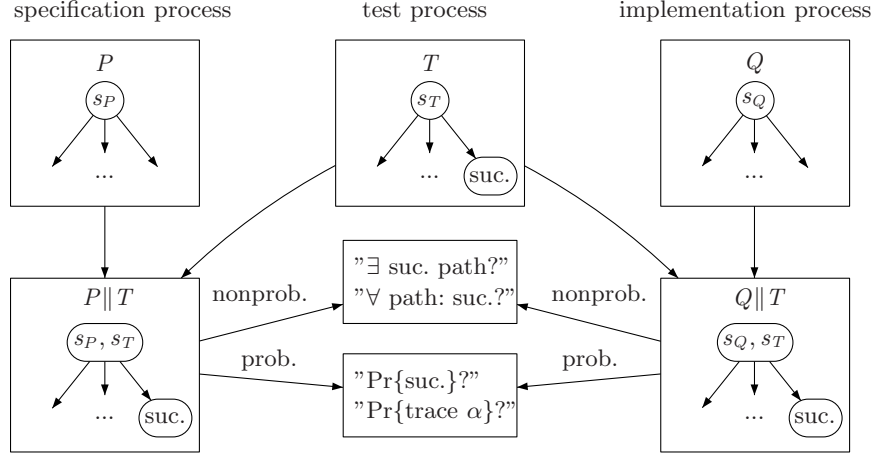 specification process
test process
implementation process
P
T
Q
s_P
s_T
s_Q
...
...
suc.
...
"∃ suc. path?"
"∀ path: suc.?"
P∥T
nonprob.
nonprob.
Q∥T
s_P, s_T
s_Q, s_T
prob.
prob.
"Pr{suc.}?"
"Pr{trace α}?"
...
suc.
...
suc.